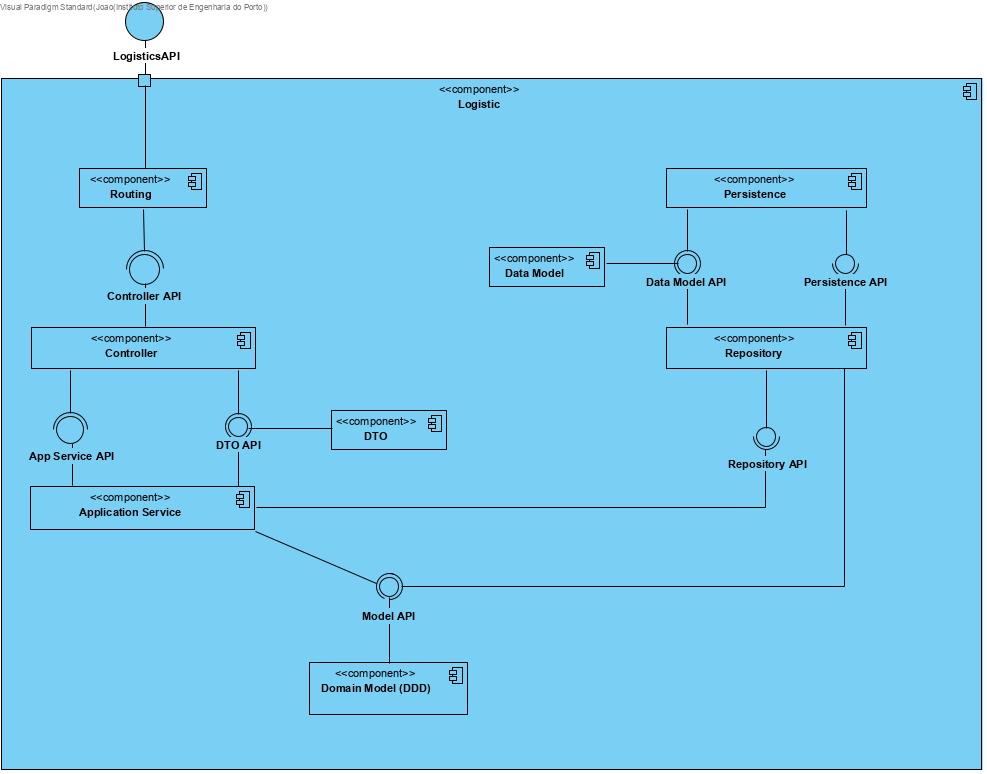 Visual Paradigm Standard(Joao(Instituto Superior de Engenharia do Porto))
LogisticsAPI
<<component>>
Logistic
<<component>>
Routing
<<component>>
Persistence
<<component>>
Data Model
Data Model API
Persistence API
Controller API
<<component>>
Controller
<<component>>
Repository
<<component>>
DTO
DTO API
App Service API
Repository API
<<component>>
Application Service
Model API
<<component>>
Domain Model (DDD)